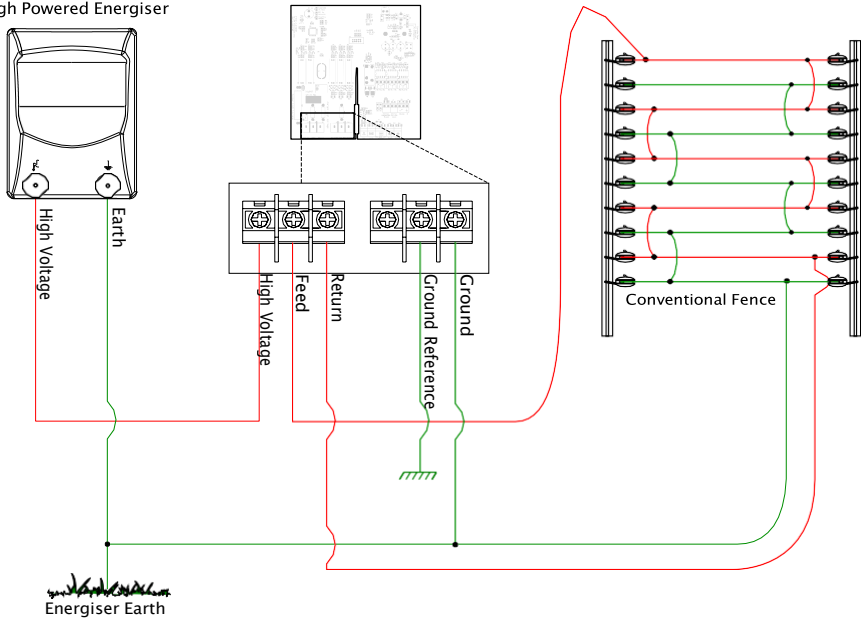 gh Powered Energiser
High Voltage
Earth
High Voltage
Feed
Return
Ground Reference
Ground
Conventional Fence
Energiser Earth